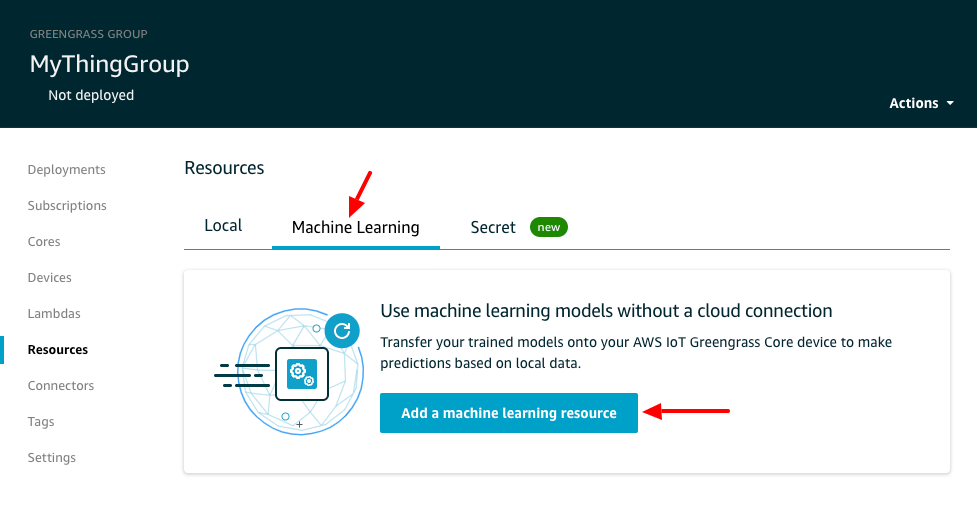 GREENGRASS GROUP
MyThingGroup
Not deployed
Actions
Deployments
Subscriptions
Cores
Devices
Lambdas
Resources
Connectors
Tags
Settings
Resources
Local
Machine Learning
Secret new
Use machine learning models without a cloud connection
Transfer your trained models onto your AWS IoT Greengrass Core device to make
predictions based on local data.
Add a machine learning resource